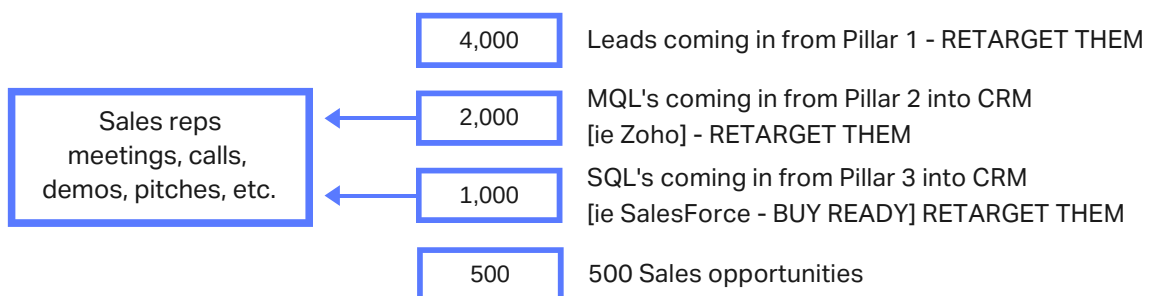 4,000
Leads coming in from Pillar 1 - RETARGET THEM
Sales reps
meetings, calls,
demos, pitches, etc.
2,000
MQL's coming in from Pillar 2 into CRM
[ie Zoho] - RETARGET THEM
1,000
SQL's coming in from Pillar 3 into CRM
[ie SalesForce - BUY READY] RETARGET THEM
500
500 Sales opportunities